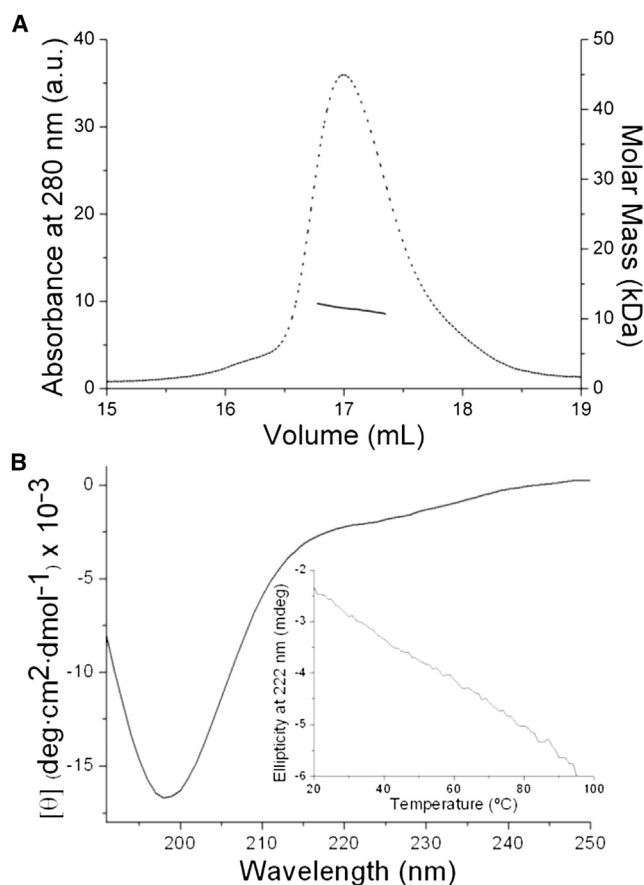 A
Absorbance at 280 nm (a.u.)
40
30
20
10
0
50
40
30
20
10
0
Molar Mass (kDa)
15 16 17 18 19
Volume (mL)
B
[θ] (deg·cm²·dmol⁻¹) x 10⁻³
0
-5
-10
-15
Ellipticity at 222 nm (mdeg)
-2
-3
-4
-5
-6
20 40 60 80 100
Temperature (ºC)
200 210 220 230 240 250
Wavelength (nm)